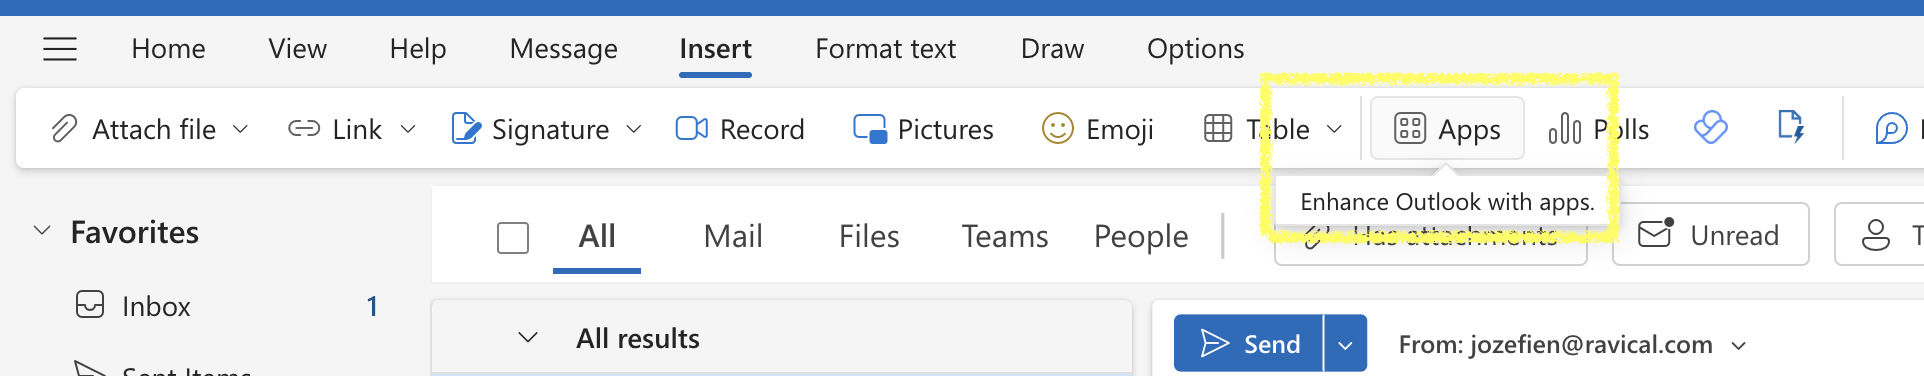 Home View Help Message Insert Format text Draw Options
Attach file Link Signature Record Pictures Emoji Table Apps Polls
Enhance Outlook with apps.
Favorites
All Mail Files Teams People Has attachments Unread
Inbox 1
All results
Send From: jozefien@ravical.com
Sent Items